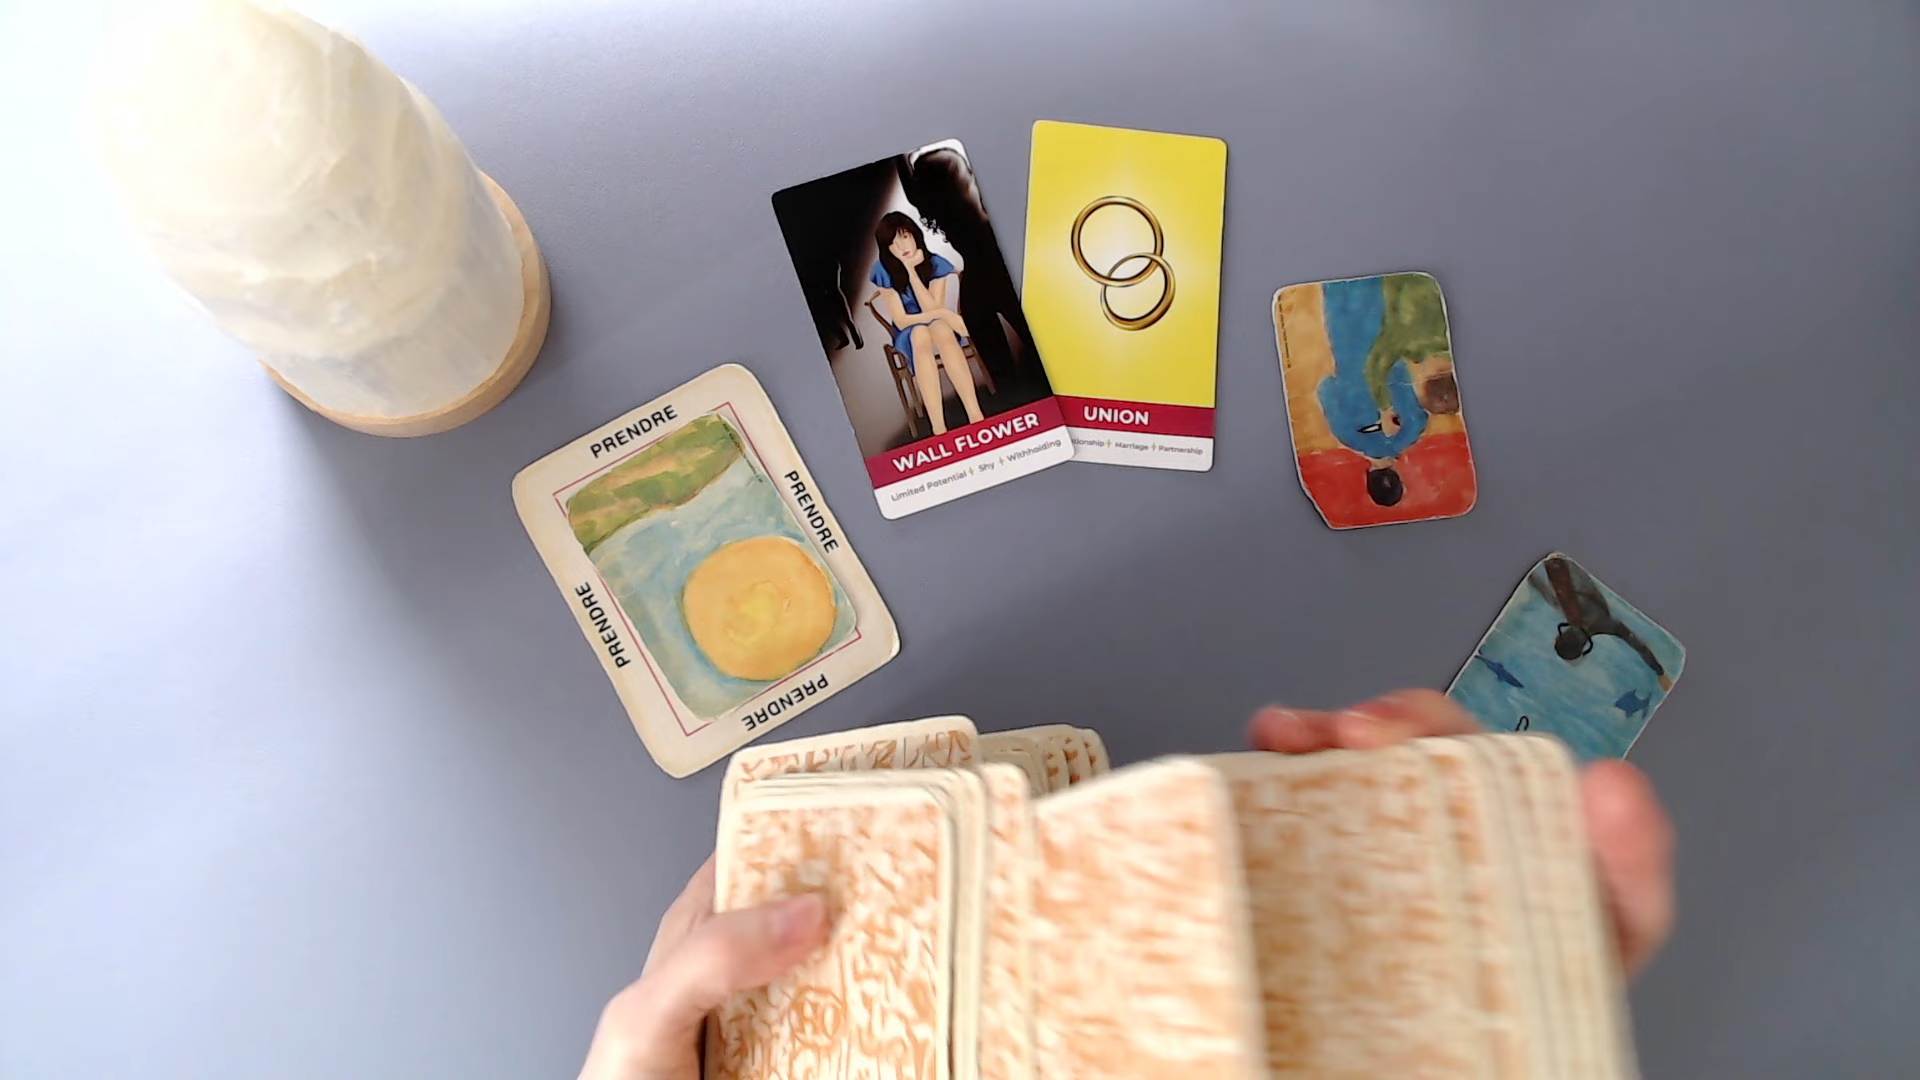 PRENDRE
PRENDRE
PRENDRE
PRENDRE
WALL FLOWER
Limited Potential + Shy + Withholding
UNION
Marriage + Partnership